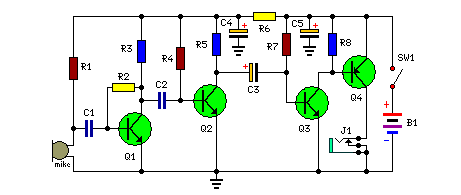 C4 + R6 C5 +
R3 R4 R5 R7 R8
R1 SW1
R2 Q4
C1 C2 + C3 +
B1
Q1 Q2 Q3 J1 -
mike